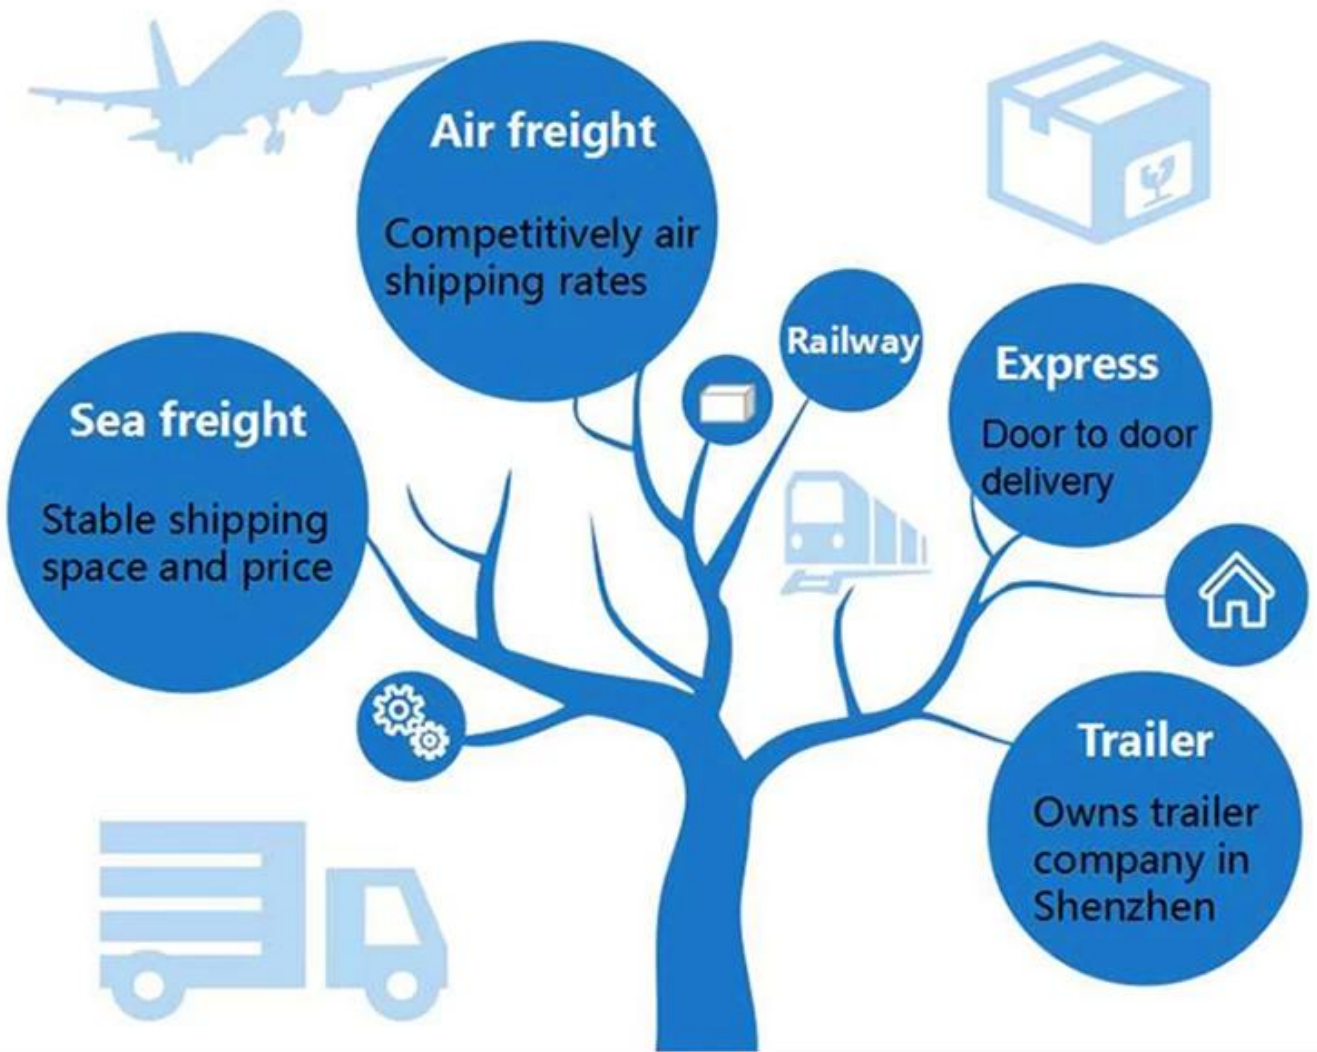 Air freight
Competitively air
shipping rates
Railway
Express
Door to door
delivery
Sea freight
Stable shipping
space and price
Trailer
Owns trailer
company in
Shenzhen